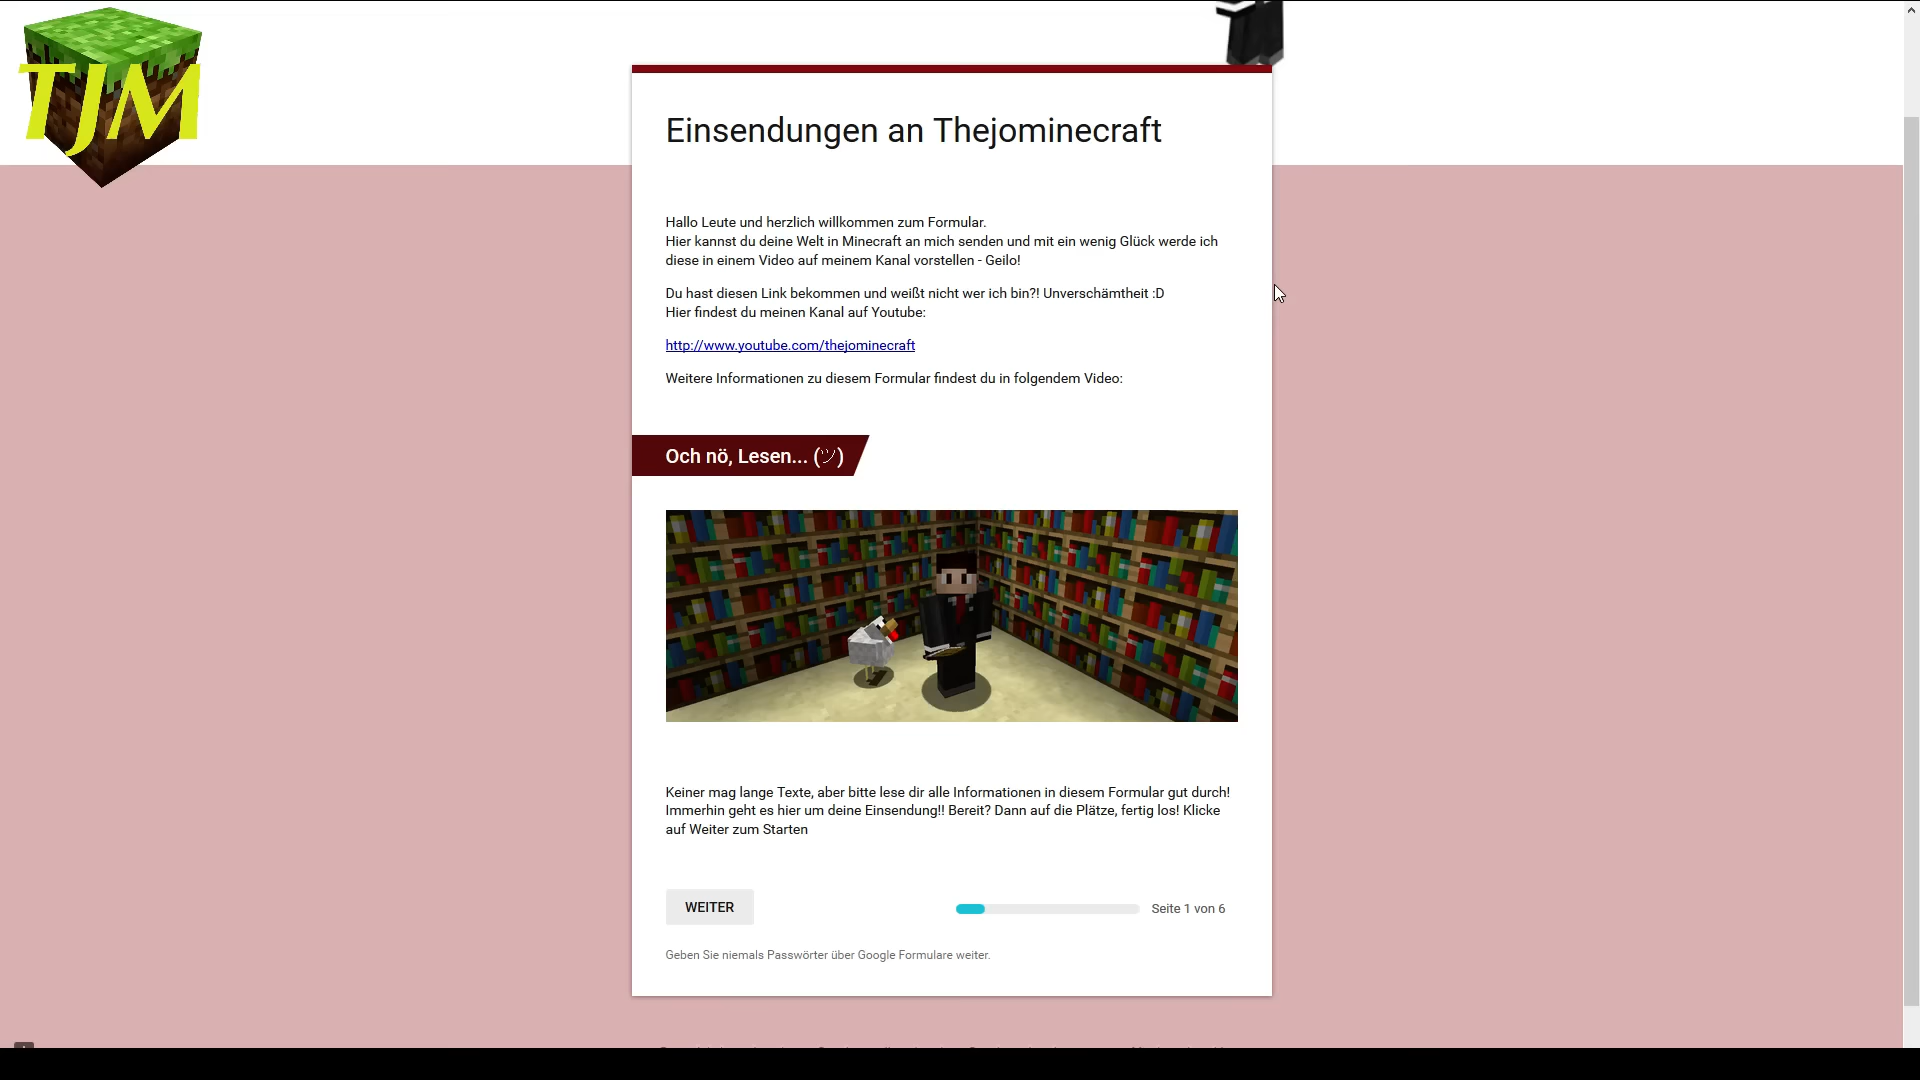 TJM
Einsendungen an Thejominecraft
Hallo Leute und herzlich willkommen zum Formular.
Hier kannst du deine Welt in Minecraft an mich senden und mit ein wenig Glück werde ich
diese in einem Video auf meinem Kanal vorstellen - Geilo!
Du hast diesen Link bekommen und weißt nicht wer ich bin?! Unverschämtheit :D
Hier findest du meinen Kanal auf Youtube:
http://www.youtube.com/thejominecraft
Weitere Informationen zu diesem Formular findest du in folgendem Video:
Och nö, Lesen... (ツ)
Keiner mag lange Texte, aber bitte lese dir alle Informationen in diesem Formular gut durch!
Immerhin geht es hier um deine Einsendung!! Bereit? Dann auf die Plätze, fertig los! Klicke
auf Weiter zum Starten
WEITER
Seite 1 von 6
Geben Sie niemals Passwörter über Google Formulare weiter.